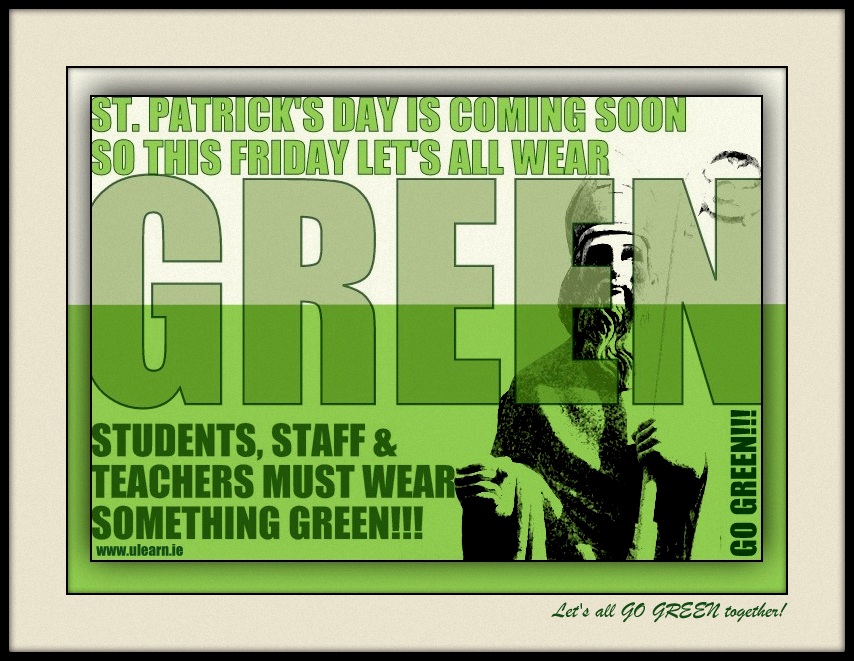 ST. PATRICK'S DAY IS COMING SOON
SO THIS FRIDAY LET'S ALL WEAR
GREEN
STUDENTS, STAFF &
TEACHERS MUST WEAR
SOMETHING GREEN!!!
www.ulearn.ie
GO GREEN!!!
Let's all GO GREEN together!